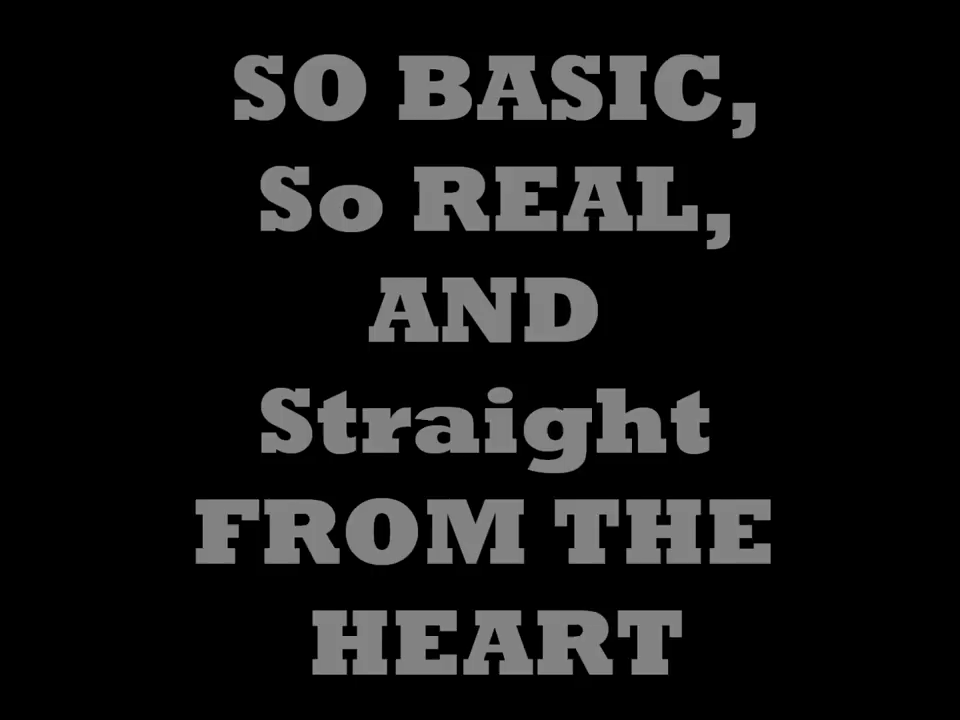 SO BASIC,
So REAL,
AND
Straight
FROM THE
HEART